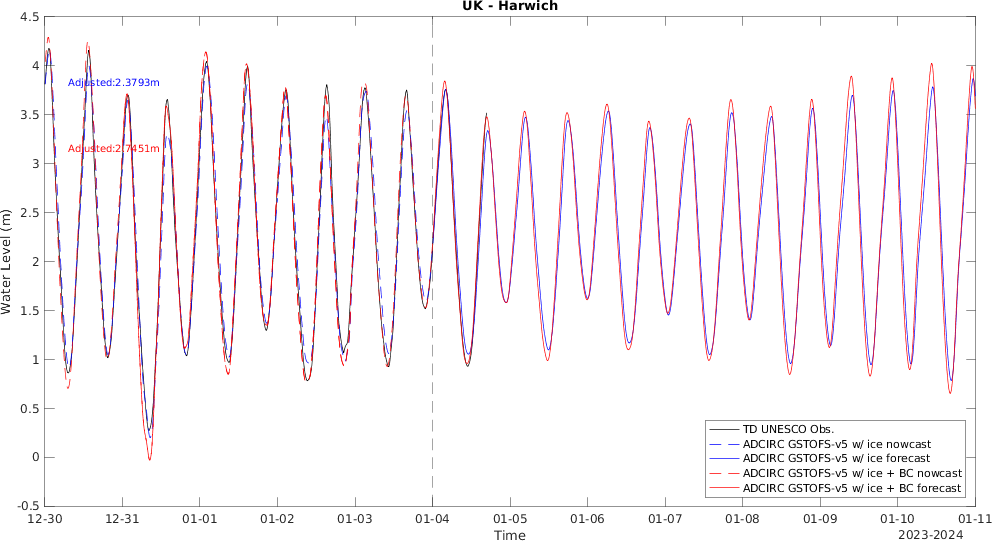 UK - Harwich
4.5
4
3.5
3
2.5
2
1.5
1
0.5
0
-0.5
Water Level (m)
Adjusted:2.3793m
Adjusted:2.7451m
TD UNESCO Obs.
ADCIRC GSTOFS-v5 w/ ice nowcast
ADCIRC GSTOFS-v5 w/ ice forecast
ADCIRC GSTOFS-v5 w/ ice + BC nowcast
ADCIRC GSTOFS-v5 w/ ice + BC forecast
12-30 12-31 01-01 01-02 01-03 01-04 01-05 01-06 01-07 01-08 01-09 01-10 01-11
Time
2023-2024